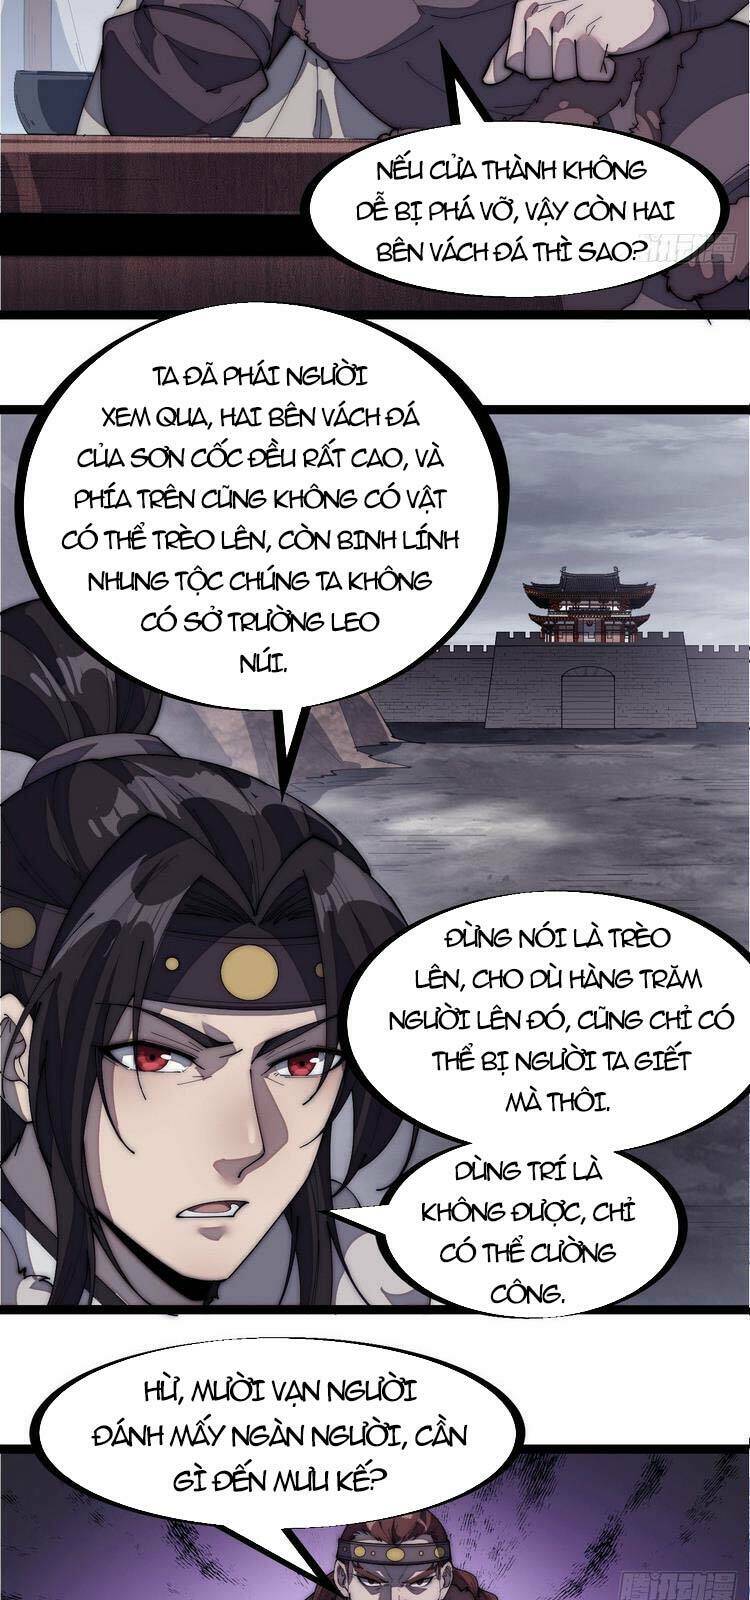 NẾU CỬA THÀNH KHÔNG
DỄ BỊ PHÁ VỠ, VẬY CÒN HAI
BÊN VÁCH ĐÁ THÌ SAO?
TA ĐÃ PHÁI NGƯỜI
XEM QUA, HAI BÊN VÁCH ĐÁ
CỦA SƠN CỐC ĐỀU RẤT CAO, VÀ
PHÍA TRÊN CŨNG KHÔNG CÓ VẬT
CÓ THỂ TRÈO LÊN, CÒN BINH LÍNH
NHUNG TỘC CHÚNG TA KHÔNG
CÓ SỞ TRƯỜNG LEO
NÚI.
ĐỪNG NÓI LÀ TRÈO
LÊN, CHO DÙ HÀNG TRĂM
NGƯỜI LÊN ĐÓ, CŨNG CHỈ CÓ
THỂ BỊ NGƯỜI TA GIẾT
MÀ THÔI.
DÙNG TRÍ LÀ
KHÔNG ĐƯỢC, CHỈ
CÓ THỂ CƯỜNG
CÔNG.
HỪ, MƯỜI VẠN NGƯỜI
ĐÁNH MẤY NGÀN NGƯỜI, CẦN
GÌ ĐẾN MƯU KẾ?
腾讯动漫